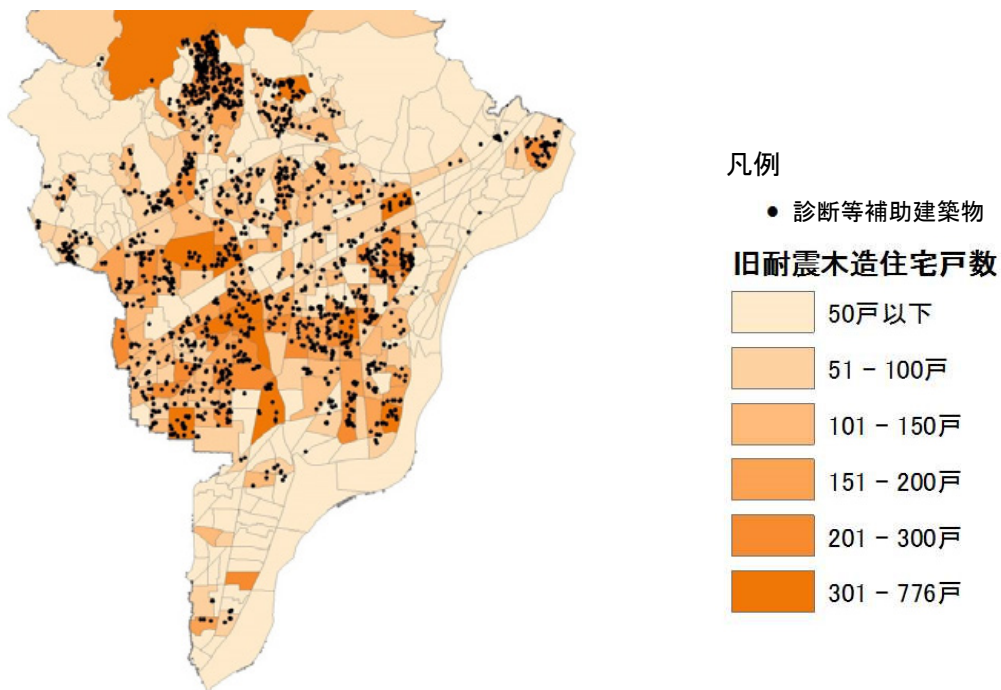 凡例
● 診断等補助建築物
旧耐震木造住宅戸数
50戸以下
51 - 100戸
101 - 150戸
151 - 200戸
201 - 300戸
301 - 776戸